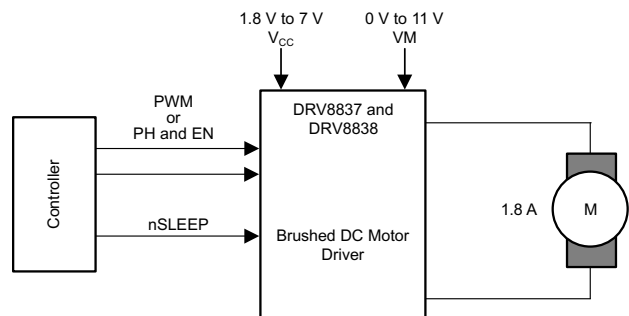 1.8 V to 7 V
VCC
0 V to 11 V
VM
PWM
or
PH and EN
DRV8837 and
DRV8838
Controller
1.8 A
M
nSLEEP
Brushed DC Motor
Driver